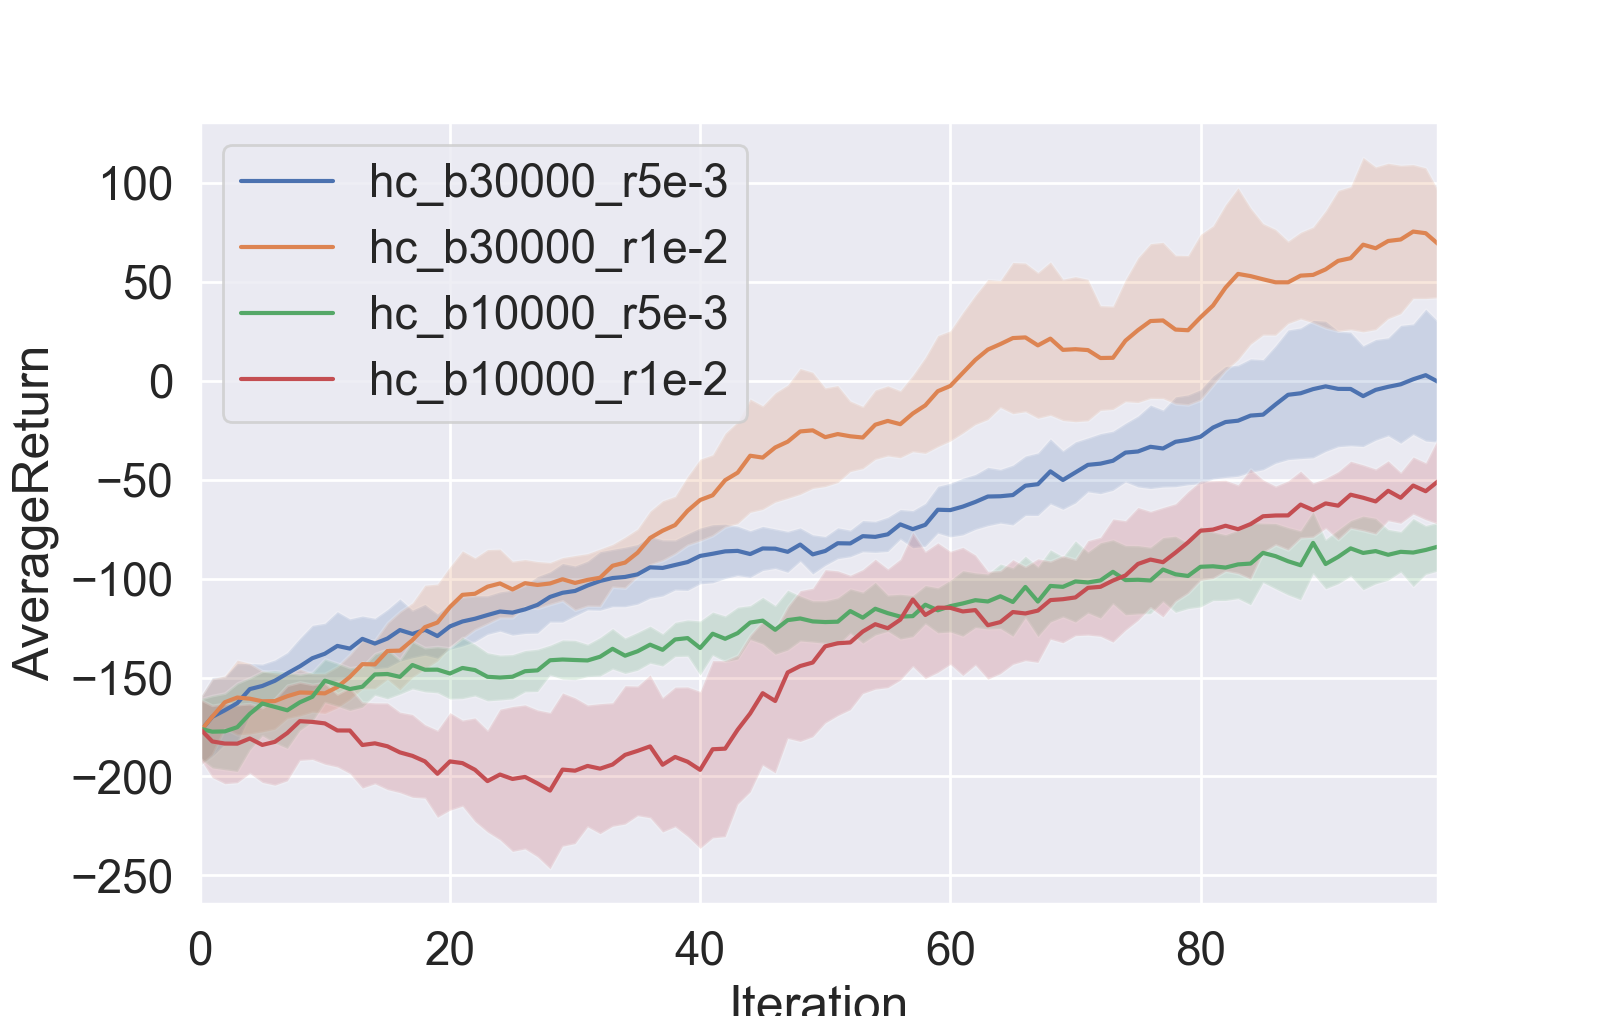 hc_b30000_r5e-3
hc_b30000_r1e-2
hc_b10000_r5e-3
hc_b10000_r1e-2
100
50
0
−50
−100
−150
−200
−250
AverageReturn
0 20 40 60 80
Iteration